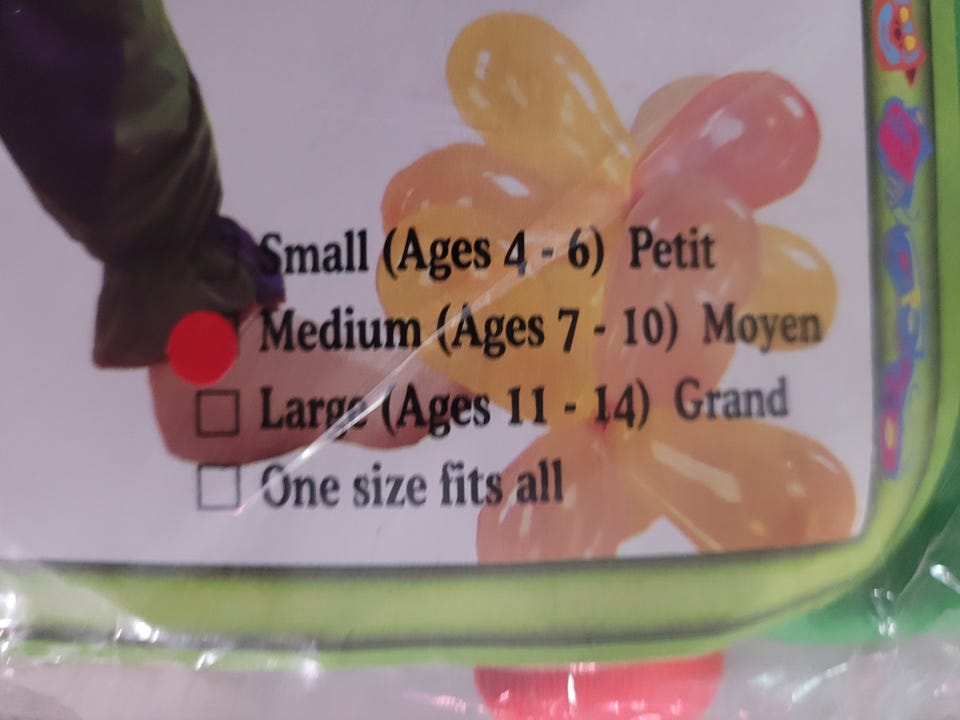 Small (Ages 4 - 6) Petit
Medium (Ages 7 - 10) Moyen
Large (Ages 11 - 14) Grand
One size fits all